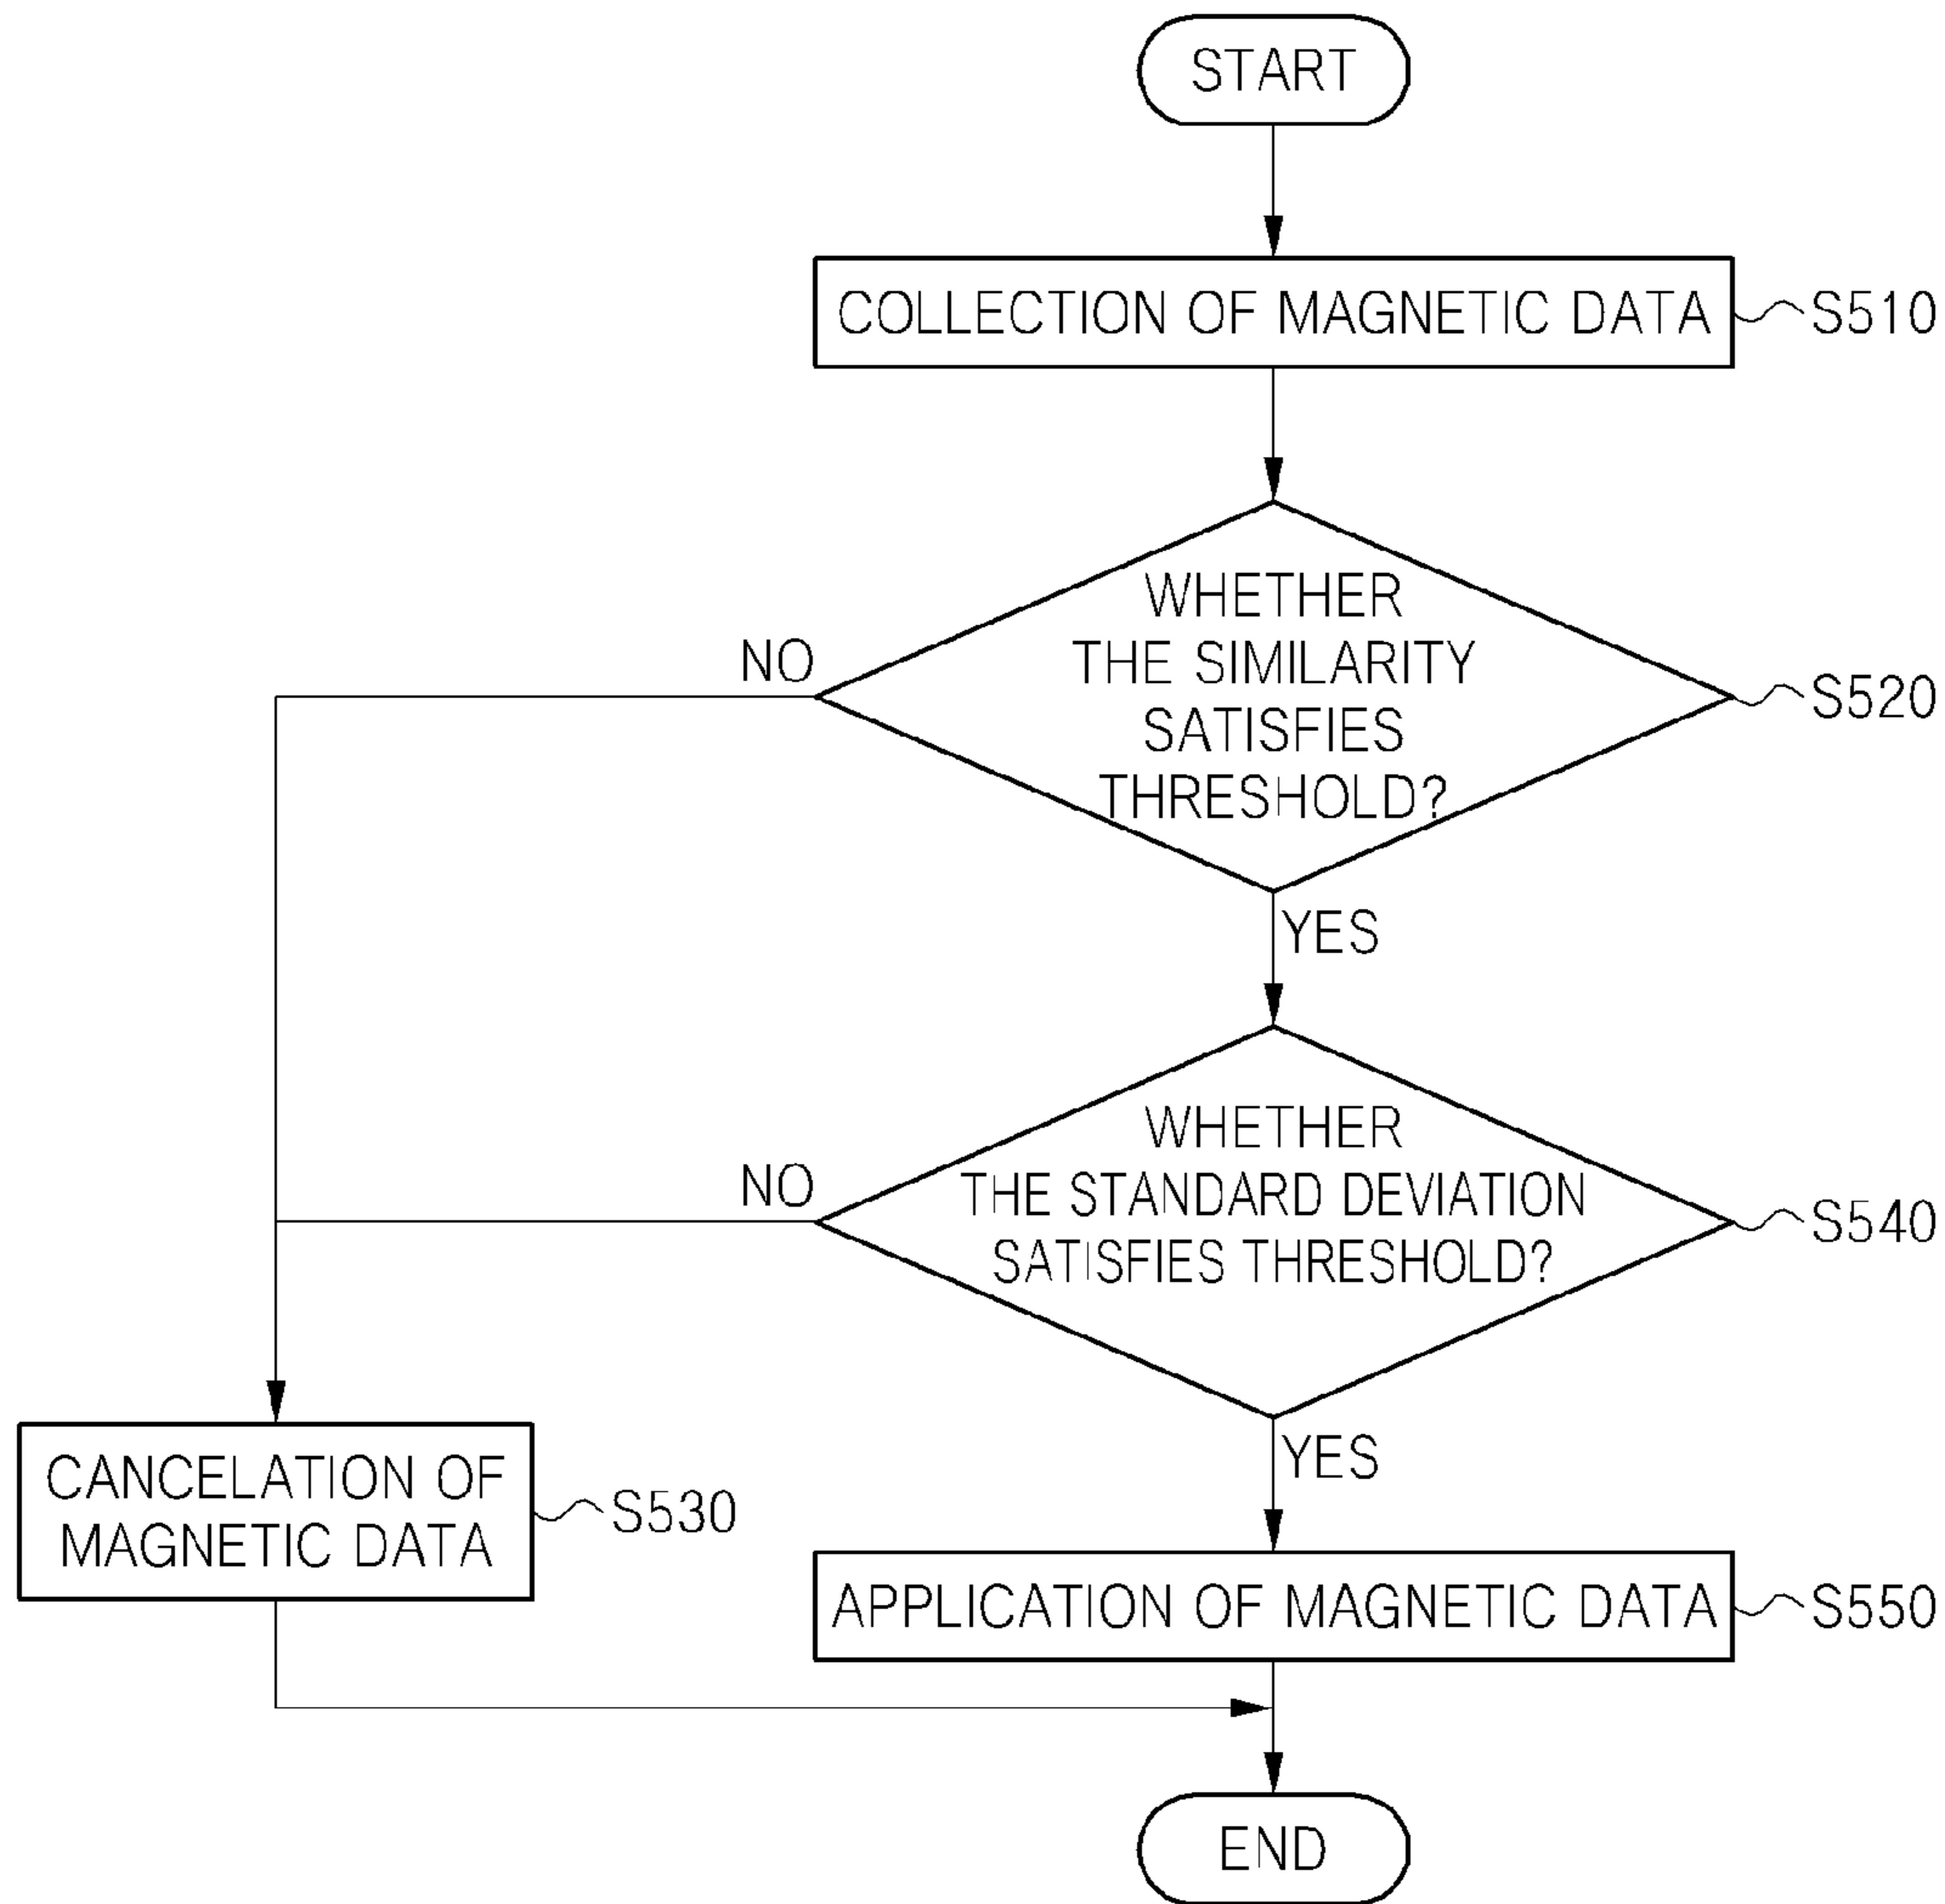 START
COLLECTION OF MAGNETIC DATA
S510
WHETHER
THE SIMILARITY
SATISFIES
THRESHOLD?
NO
S520
YES
WHETHER
THE STANDARD DEVIATION
SATISFIES THRESHOLD?
NO
S540
YES
CANCELATION OF
MAGNETIC DATA
S530
APPLICATION OF MAGNETIC DATA
S550
END